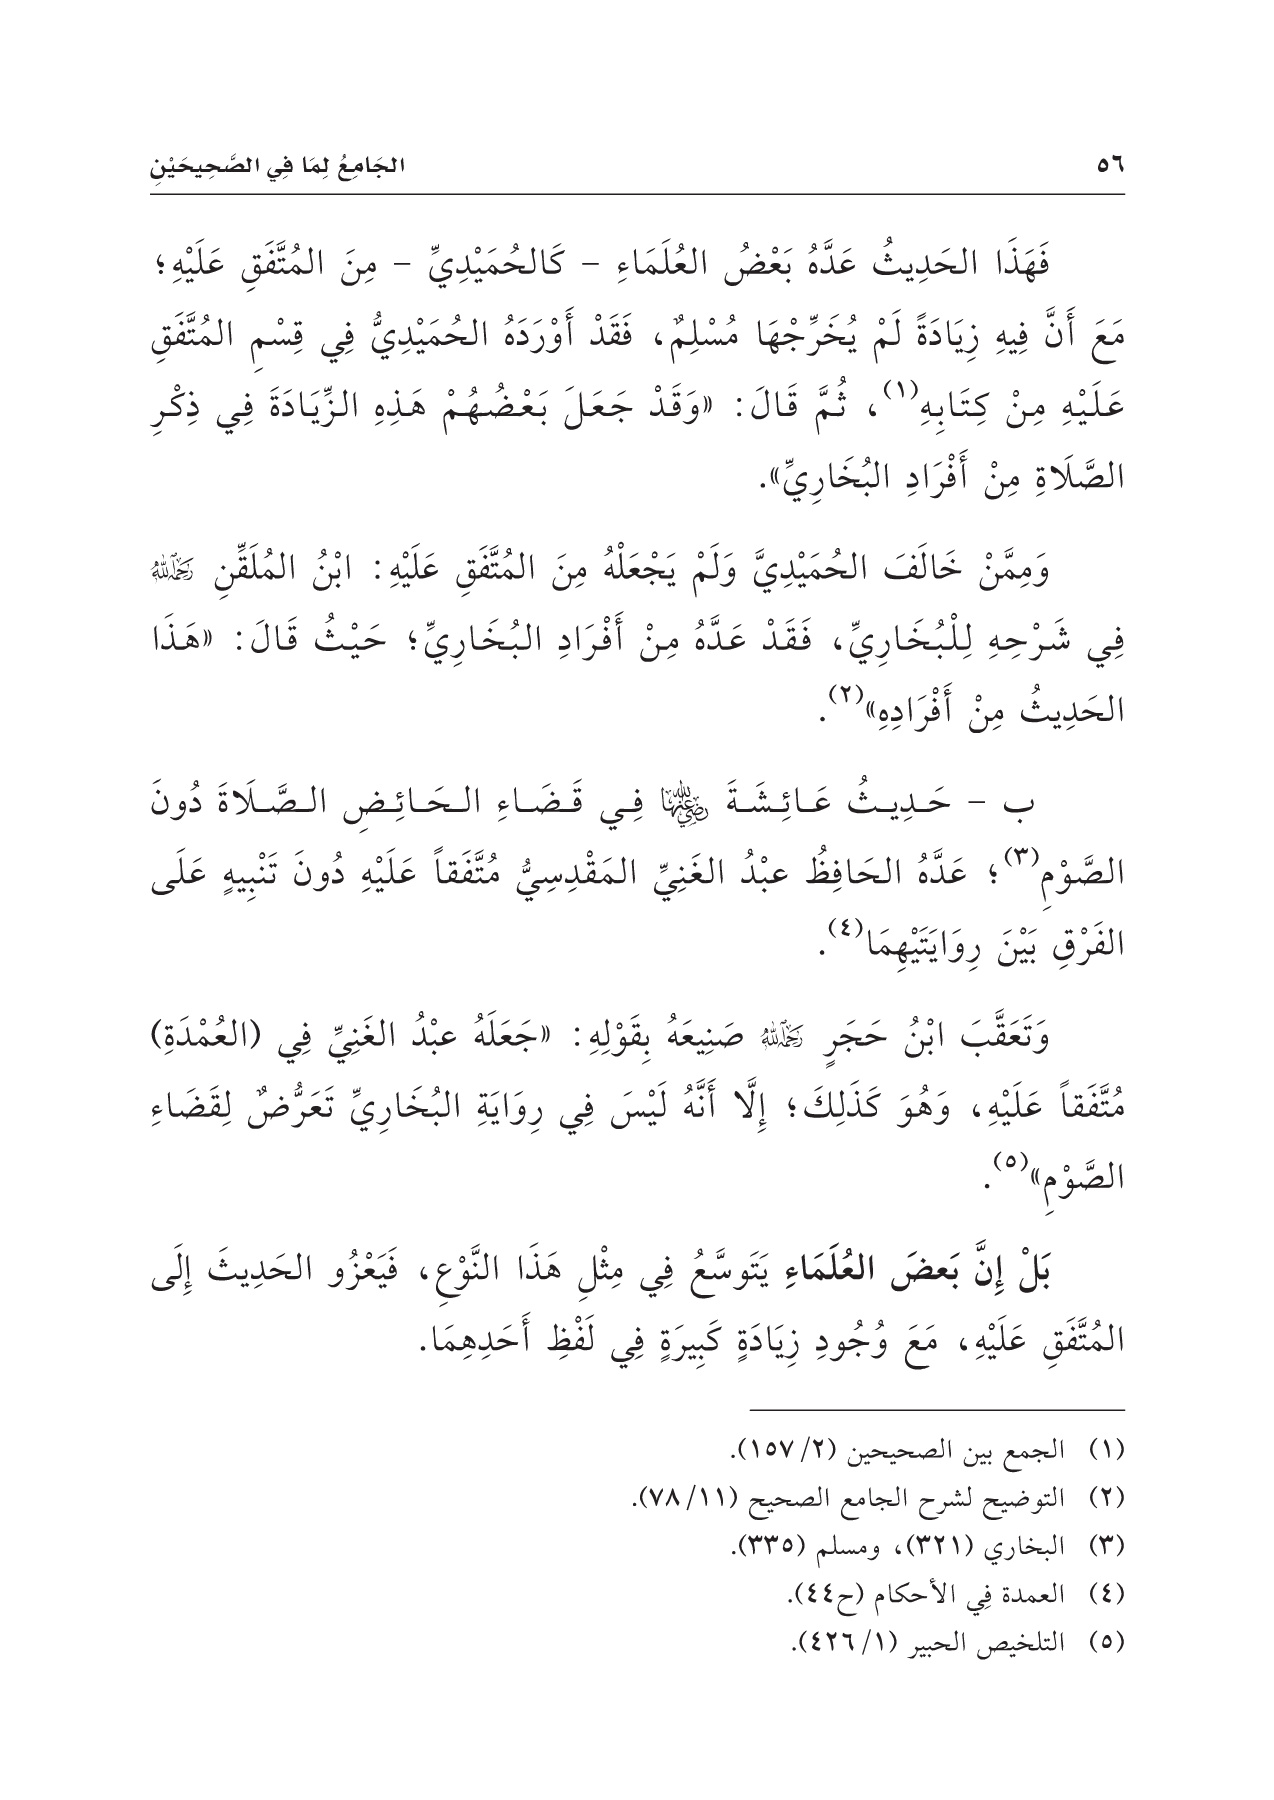 ٥٦ الجَامِعُ لِمَا فِي الصَّحِيحَيْنِ
فَهَذَا الحَدِيثُ عَدَّهُ بَعْضُ العُلَمَاءِ – كَالحُمَيْدِيِّ – مِنَ المُتَّفَقِ عَلَيْهِ؛
مَعَ أَنَّ فِيهِ زِيَادَةً لَمْ يُخَرِّجْهَا مُسْلِمٌ، فَقَدْ أَوْرَدَهُ الحُمَيْدِيُّ فِي قِسْمِ المُتَّفَقِ
عَلَيْهِ مِنْ كِتَابِهِ(١)، ثُمَّ قَالَ: «وَقَدْ جَعَلَ بَعْضُهُمْ هَذِهِ الزِّيَادَةَ فِي ذِكْرِ
الصَّلَاةِ مِنْ أَفْرَادِ البُخَارِيِّ».
وَمِمَّنْ خَالَفَ الحُمَيْدِيَّ وَلَمْ يَجْعَلْهُ مِنَ المُتَّفَقِ عَلَيْهِ: ابْنُ المُلَقِّنِ رَحِمَهُ اللهُ
فِي شَرْحِهِ لِلْبُخَارِيِّ، فَقَدْ عَدَّهُ مِنْ أَفْرَادِ البُخَارِيِّ؛ حَيْثُ قَالَ: «هَذَا
الحَدِيثُ مِنْ أَفْرَادِهِ»(٢).
ب – حَدِيثُ عَائِشَةَ رضي الله عنها فِي قَضَاءِ الحَائِضِ الصَّلَاةَ دُونَ
الصَّوْمِ(٣)؛ عَدَّهُ الحَافِظُ عبْدُ الغَنِيِّ المَقْدِسِيُّ مُتَّفَقاً عَلَيْهِ دُونَ تَنْبِيهٍ عَلَى
الفَرْقِ بَيْنَ رِوَايَتَيْهِمَا(٤).
وَتَعَقَّبَ ابْنُ حَجَرٍ رَحِمَهُ اللهُ صَنِيعَهُ بِقَوْلِهِ: «جَعَلَهُ عبْدُ الغَنِيِّ فِي (العُمْدَةِ)
مُتَّفَقاً عَلَيْهِ، وَهُوَ كَذَلِكَ؛ إِلَّا أَنَّهُ لَيْسَ فِي رِوَايَةِ البُخَارِيِّ تَعَرُّضٌ لِقَضَاءِ
الصَّوْمِ»(٥).
بَلْ إِنَّ بَعضَ العُلَمَاءِ يَتَوسَّعُ فِي مِثْلِ هَذَا النَّوْعِ، فَيَعْزُو الحَدِيثَ إِلَى
المُتَّفَقِ عَلَيْهِ، مَعَ وُجُودِ زِيَادَةٍ كَبِيرَةٍ فِي لَفْظِ أَحَدِهِمَا.
(١) الجمع بين الصحيحين (٢/ ١٥٧).
(٢) التوضيح لشرح الجامع الصحيح (١١/ ٧٨).
(٣) البخاري (٣٢١)، ومسلم (٣٣٥).
(٤) العمدة فِي الأحكام (ح٤٤).
(٥) التلخيص الحبير (١/ ٤٢٦).